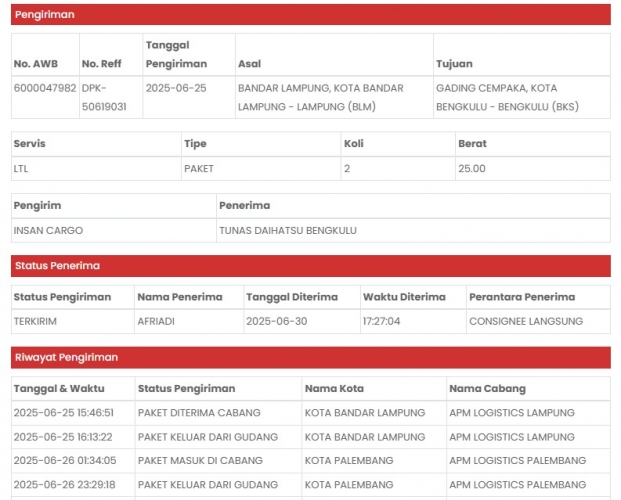 Pengiriman
No. AWB No. Reff Tanggal Pengiriman Asal Tujuan
6000047982 DPK-50619031 2025-06-25 BANDAR LAMPUNG, KOTA BANDAR LAMPUNG - LAMPUNG (BLM) GADING CEMPAKA, KOTA BENGKULU - BENGKULU (BKS)
Servis Tipe Koli Berat
LTL PAKET 2 25.00
Pengirim Penerima
INSAN CARGO TUNAS DAIHATSU BENGKULU
Status Penerima
Status Pengiriman Nama Penerima Tanggal Diterima Waktu Diterima Perantara Penerima
TERKIRIM AFRIADI 2025-06-30 17:27:04 CONSIGNEE LANGSUNG
Riwayat Pengiriman
Tanggal & Waktu Status Pengiriman Nama Kota Nama Cabang
2025-06-25 15:46:51 PAKET DITERIMA CABANG KOTA BANDAR LAMPUNG APM LOGISTICS LAMPUNG
2025-06-25 16:13:22 PAKET KELUAR DARI GUDANG KOTA BANDAR LAMPUNG APM LOGISTICS LAMPUNG
2025-06-26 01:34:05 PAKET MASUK DI CABANG KOTA PALEMBANG APM LOGISTICS PALEMBANG
2025-06-26 23:29:18 PAKET KELUAR DARI GUDANG KOTA PALEMBANG APM LOGISTICS PALEMBANG